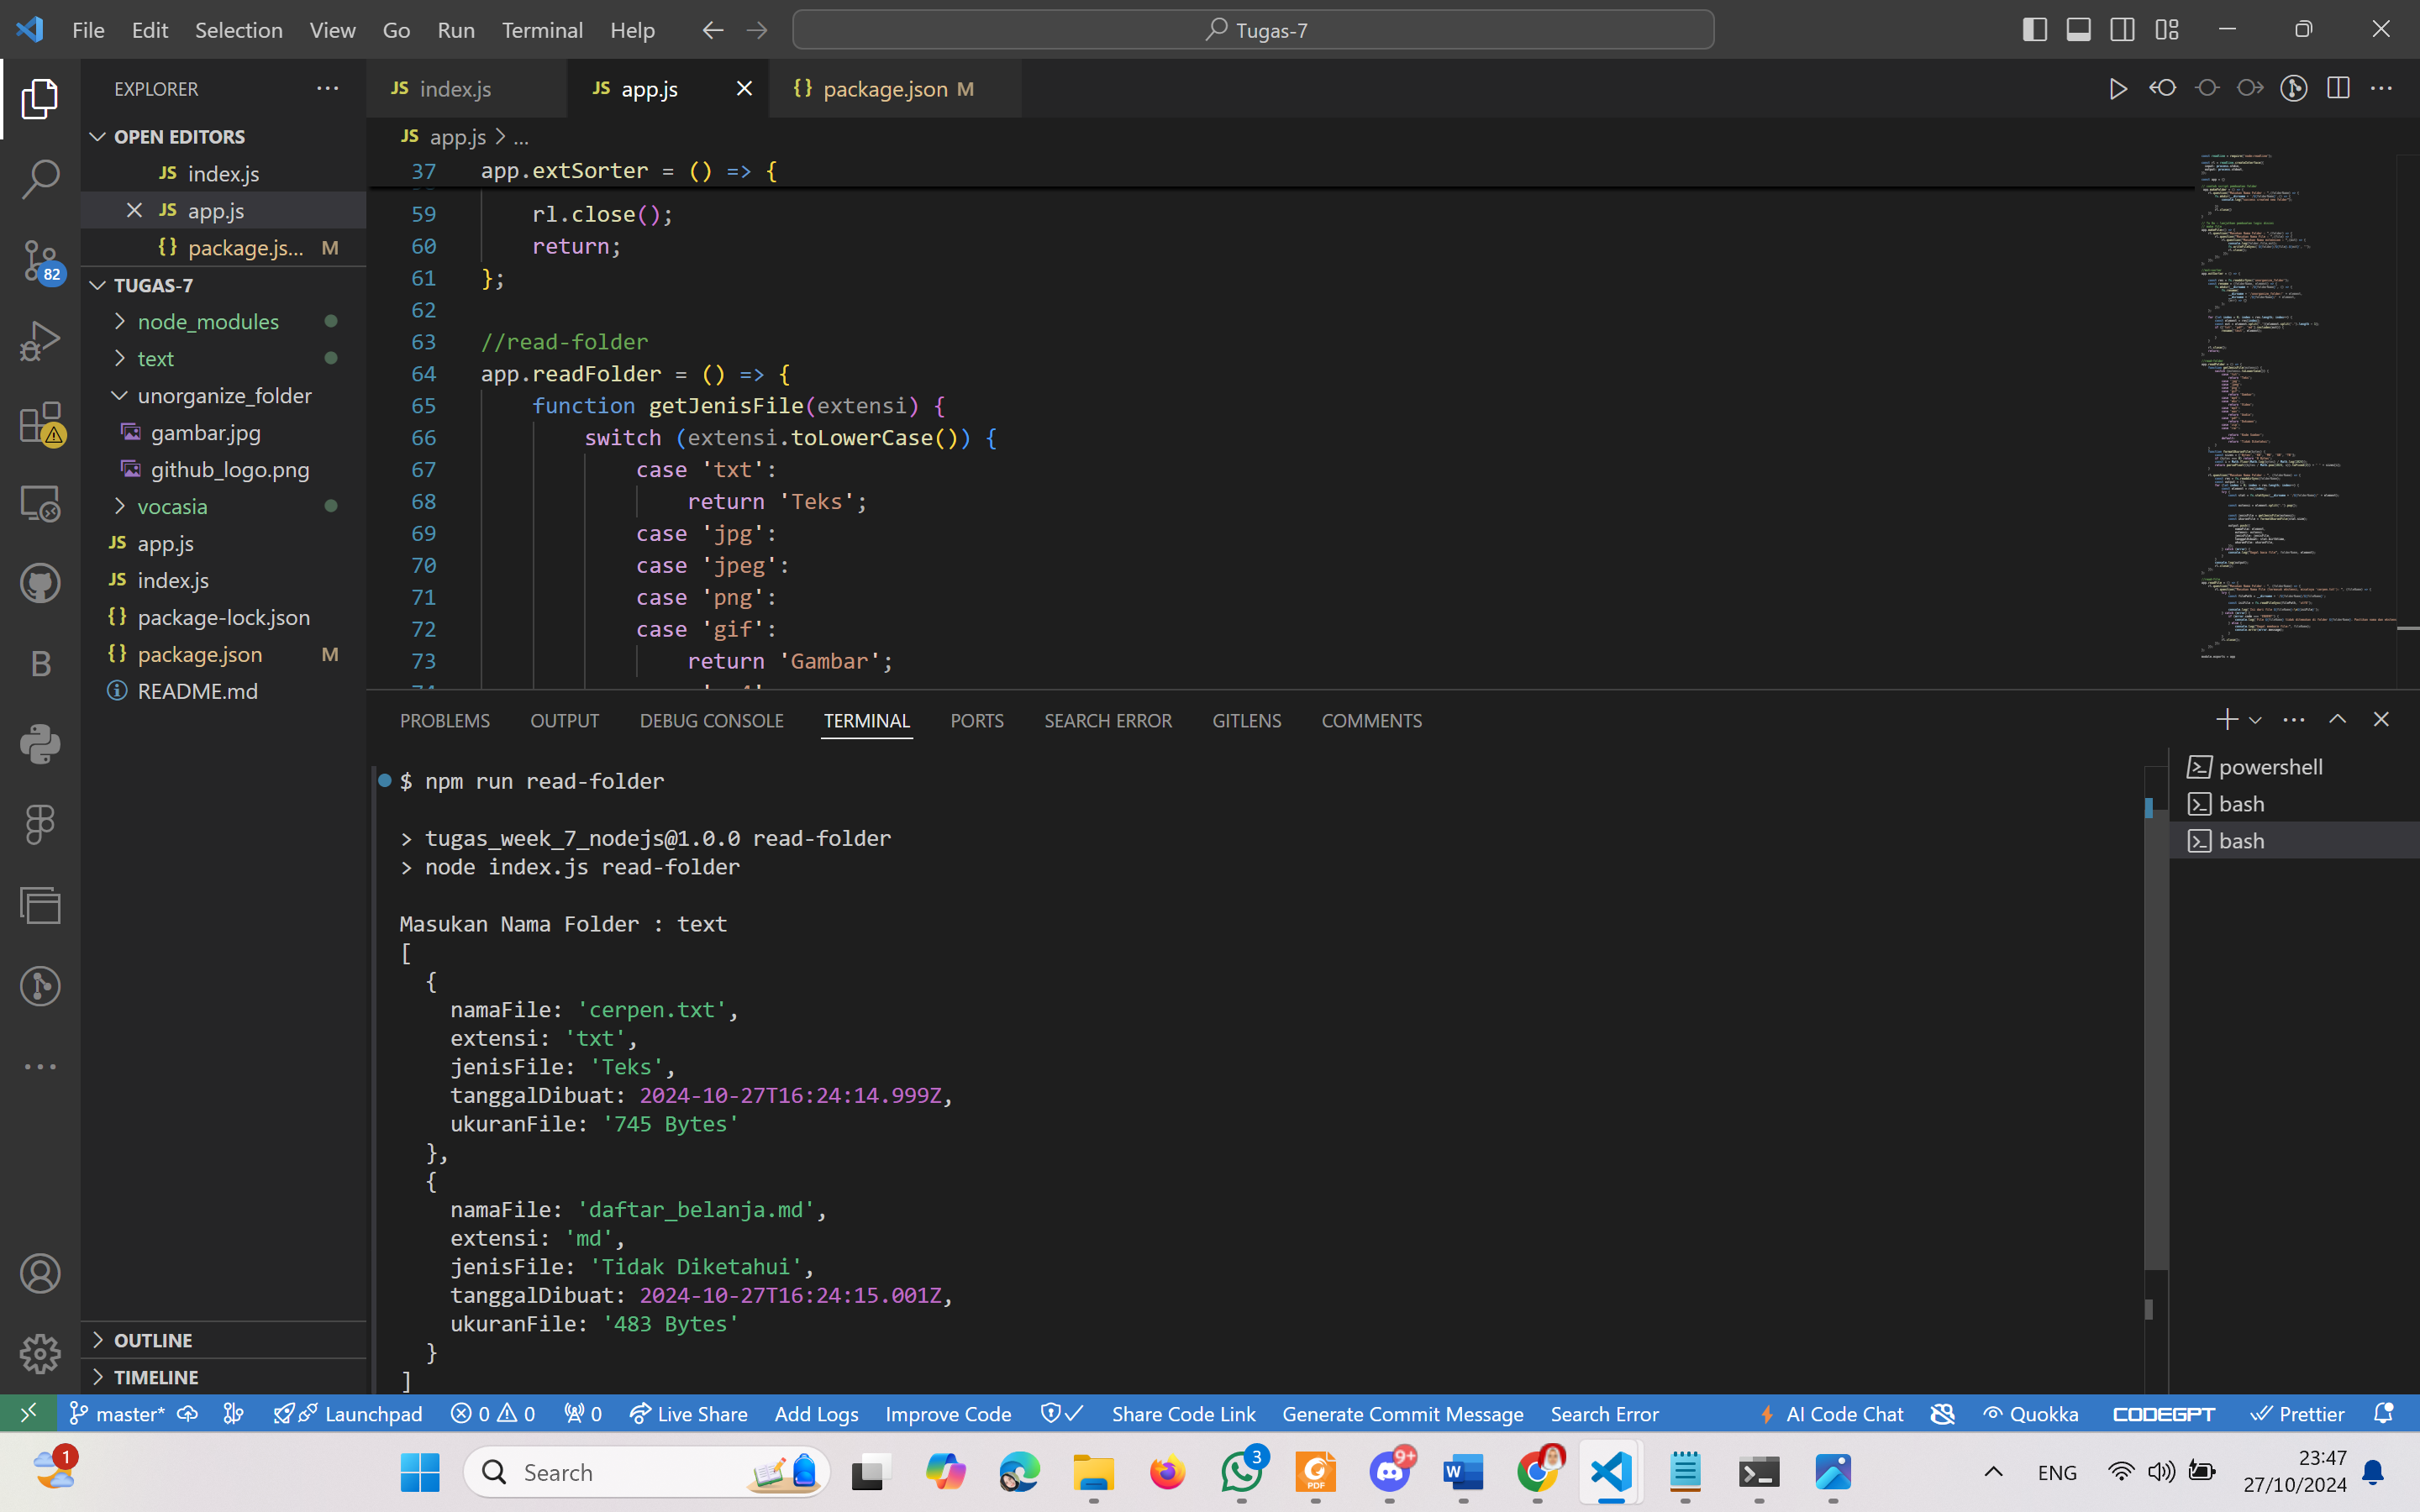 File Edit Selection View Go Run Terminal Help
Tugas-7
EXPLORER
OPEN EDITORS
JS index.js
JS app.js
{} package.js... M
TUGAS-7
node_modules
text
unorganize_folder
gambar.jpg
github_logo.png
vocasia
JS app.js
JS index.js
{} package-lock.json
{} package.json M
README.md
OUTLINE
TIMELINE
82
B
JS index.js
JS app.js
{} package.json M
JS app.js > ...
37 app.extSorter = () => {
59 rl.close();
60 return;
61 };
62
63 //read-folder
64 app.readFolder = () => {
65 function getJenisFile(extensi) {
66 switch (extensi.toLowerCase()) {
67 case 'txt':
68 return 'Teks';
69 case 'jpg':
70 case 'jpeg':
71 case 'png':
72 case 'gif':
73 return 'Gambar';
PROBLEMS OUTPUT DEBUG CONSOLE TERMINAL PORTS SEARCH ERROR GITLENS COMMENTS
$ npm run read-folder
> tugas_week_7_nodejs@1.0.0 read-folder
> node index.js read-folder
Masukan Nama Folder : text
[
{
namaFile: 'cerpen.txt',
extensi: 'txt',
jenisFile: 'Teks',
tanggalDibuat: 2024-10-27T16:24:14.999Z,
ukuranFile: '745 Bytes'
},
{
namaFile: 'daftar_belanja.md',
extensi: 'md',
jenisFile: 'Tidak Diketahui',
tanggalDibuat: 2024-10-27T16:24:15.001Z,
ukuranFile: '483 Bytes'
}
]
powershell
bash
bash
master* Launchpad 0 0 0 Live Share Add Logs Improve Code Share Code Link Generate Commit Message Search Error AI Code Chat Quokka CODEGPT Prettier
1
Search
3
PDF
9+
W
ENG
23:47
27/10/2024